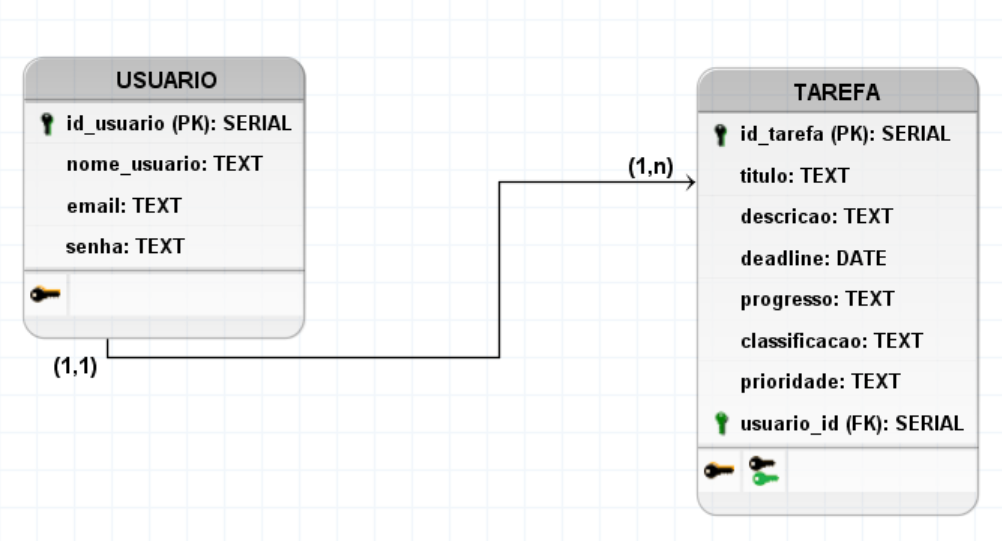 USUARIO
id_usuario (PK): SERIAL
nome_usuario: TEXT
email: TEXT
senha: TEXT
(1,1)
(1,n)
TAREFA
id_tarefa (PK): SERIAL
titulo: TEXT
descricao: TEXT
deadline: DATE
progresso: TEXT
classificacao: TEXT
prioridade: TEXT
usuario_id (FK): SERIAL